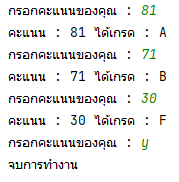 กรอกคะแนนของคุณ : 81
คะแนน : 81 ได้เกรด : A
กรอกคะแนนของคุณ : 71
คะแนน : 71 ได้เกรด : B
กรอกคะแนนของคุณ : 30
คะแนน : 30 ได้เกรด : F
กรอกคะแนนของคุณ : y
จบการทำงาน